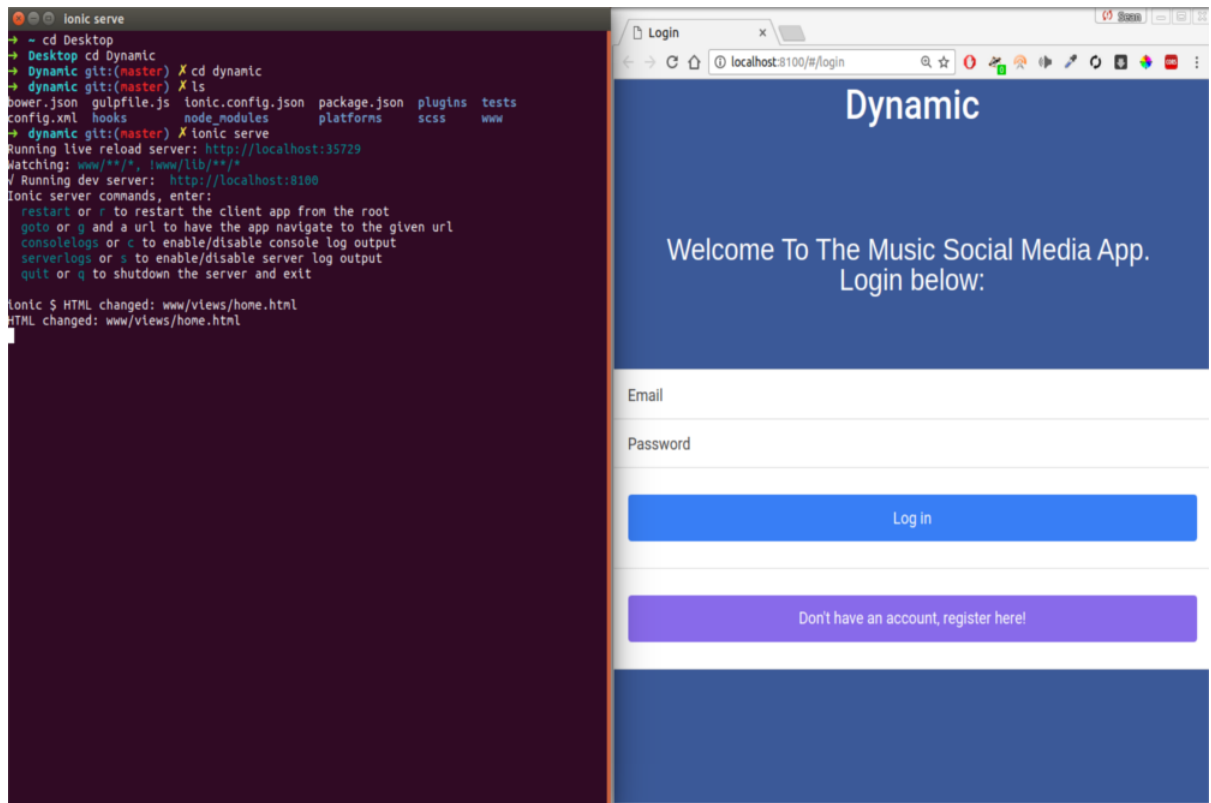 ionic serve
→ ~ cd Desktop
→ Desktop cd Dynamic
→ Dynamic git:(master) ✗ cd dynamic
→ dynamic git:(master) ✗ ls
bower.json gulpfile.js ionic.config.json package.json plugins tests
config.xml hooks node_modules platforms scss www
→ dynamic git:(master) ✗ ionic serve
Running live reload server: http://localhost:35729
Watching: www/**/*, !www/lib/**/*
√ Running dev server: http://localhost:8100
Ionic server commands, enter:
restart or r to restart the client app from the root
goto or g and a url to have the app navigate to the given url
consolelogs or c to enable/disable console log output
serverlogs or s to enable/disable server log output
quit or q to shutdown the server and exit
ionic $ HTML changed: www/views/home.html
HTML changed: www/views/home.html
Sean
Login
localhost:8100/#/login
Dynamic
Welcome To The Music Social Media App.
Login below:
Email
Password
Log in
Don't have an account, register here!